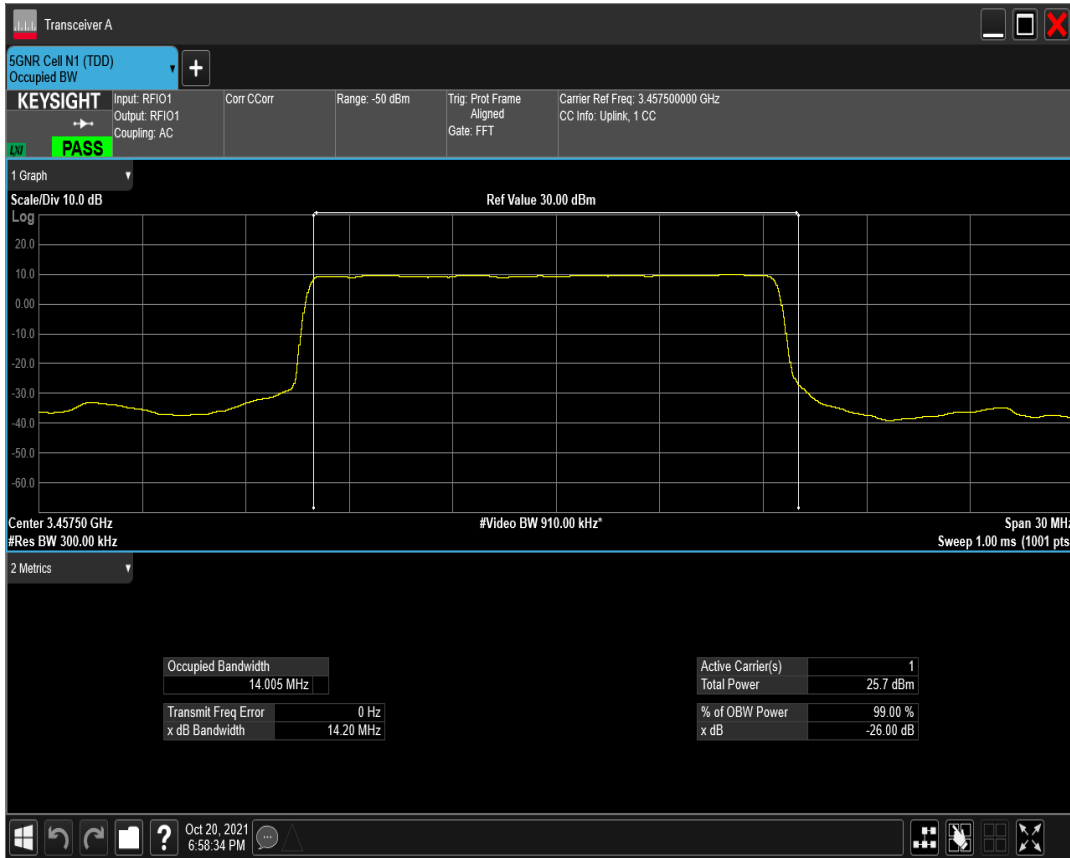 Transceiver A
5GNR Cell N1 (TDD)
Occupied BW
+
KEYSIGHT
LXI
PASS
Input: RFIO1
Output: RFIO1
Coupling: AC
Corr CCorr
Range: -50 dBm
Trig: Prot Frame
Aligned
Gate: FFT
Carrier Ref Freq: 3.457500000 GHz
CC Info: Uplink, 1 CC
1 Graph
Scale/Div 10.0 dB
Ref Value 30.00 dBm
Log
20.0
10.0
0.00
-10.0
-20.0
-30.0
-40.0
-50.0
-60.0
Center 3.45750 GHz
#Video BW 910.00 kHz*
Span 30 MHz
#Res BW 300.00 kHz
Sweep 1.00 ms (1001 pts
2 Metrics
Occupied Bandwidth
14.005 MHz
Transmit Freq Error 0 Hz
x dB Bandwidth 14.20 MHz
Active Carrier(s) 1
Total Power 25.7 dBm
% of OBW Power 99.00 %
x dB -26.00 dB
?
Oct 20, 2021
6:58:34 PM